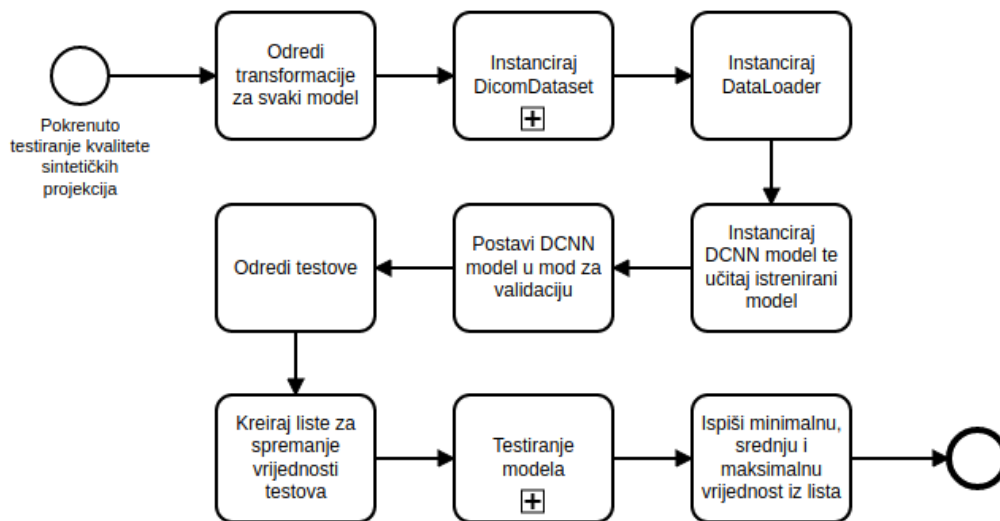 Pokrenuto
testiranje kvalitete
sintetičkih
projekcija
Odredi
transformacije
za svaki model
Instanciraj
DicomDataset
Instanciraj
DataLoader
Instanciraj
DCNN model te
učitaj istrenirani
model
Postavi DCNN
model u mod za
validaciju
Odredi testove
Kreiraj liste za
spremanje
vrijednosti
testova
Testiranje
modela
Ispiši minimalnu,
srednju i
maksimalnu
vrijednost iz lista